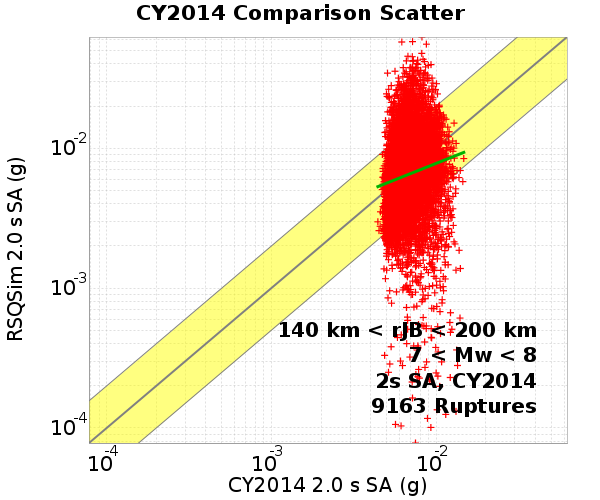 CY2014 Comparison Scatter
RSQSim 2.0 s SA (g)
10-2
10-3
10-4
140 km < rJB < 200 km
7 < Mw < 8
2s SA, CY2014
9163 Ruptures
10-4 10-3 10-2
CY2014 2.0 s SA (g)